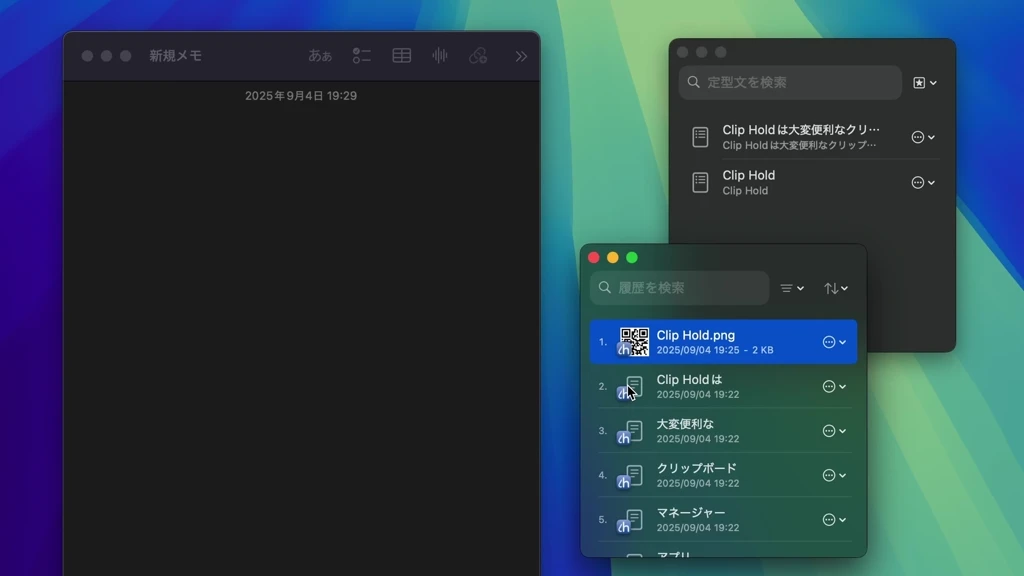 新規メモ
あぁ
2025年9月4日 19:29
定型文を検索
Clip Holdは大変便利なクリ…
Clip Holdは大変便利なクリップ…
Clip Hold
Clip Hold
履歴を検索
1.
Clip Hold.png
2025/09/04 19:25 - 2 KB
2.
Clip Holdは
2025/09/04 19:22
3.
大変便利な
2025/09/04 19:22
4.
クリップボード
2025/09/04 19:22
5.
マネージャー
2025/09/04 19:22
アプリ